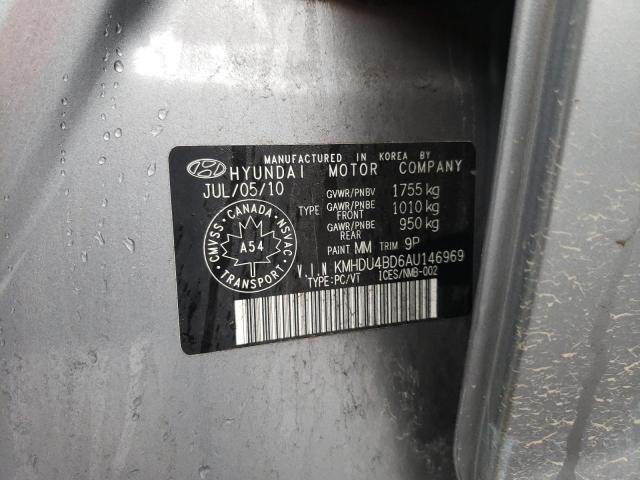 MANUFACTURED IN KOREA BY
HYUNDAI MOTOR COMPANY
JUL/05/10
GVWR/PNBV 1755 kg
TYPE GAWR/PNBE FRONT 1010 kg
GAWR/PNBE REAR 950 kg
PAINT MM TRIM 9P
CMVSS · CANADA · NSVAC
A54
TRANSPORT
V.I.N KMHDU4BD6AU146969
TYPE:PC/VT ICES/NMB-002